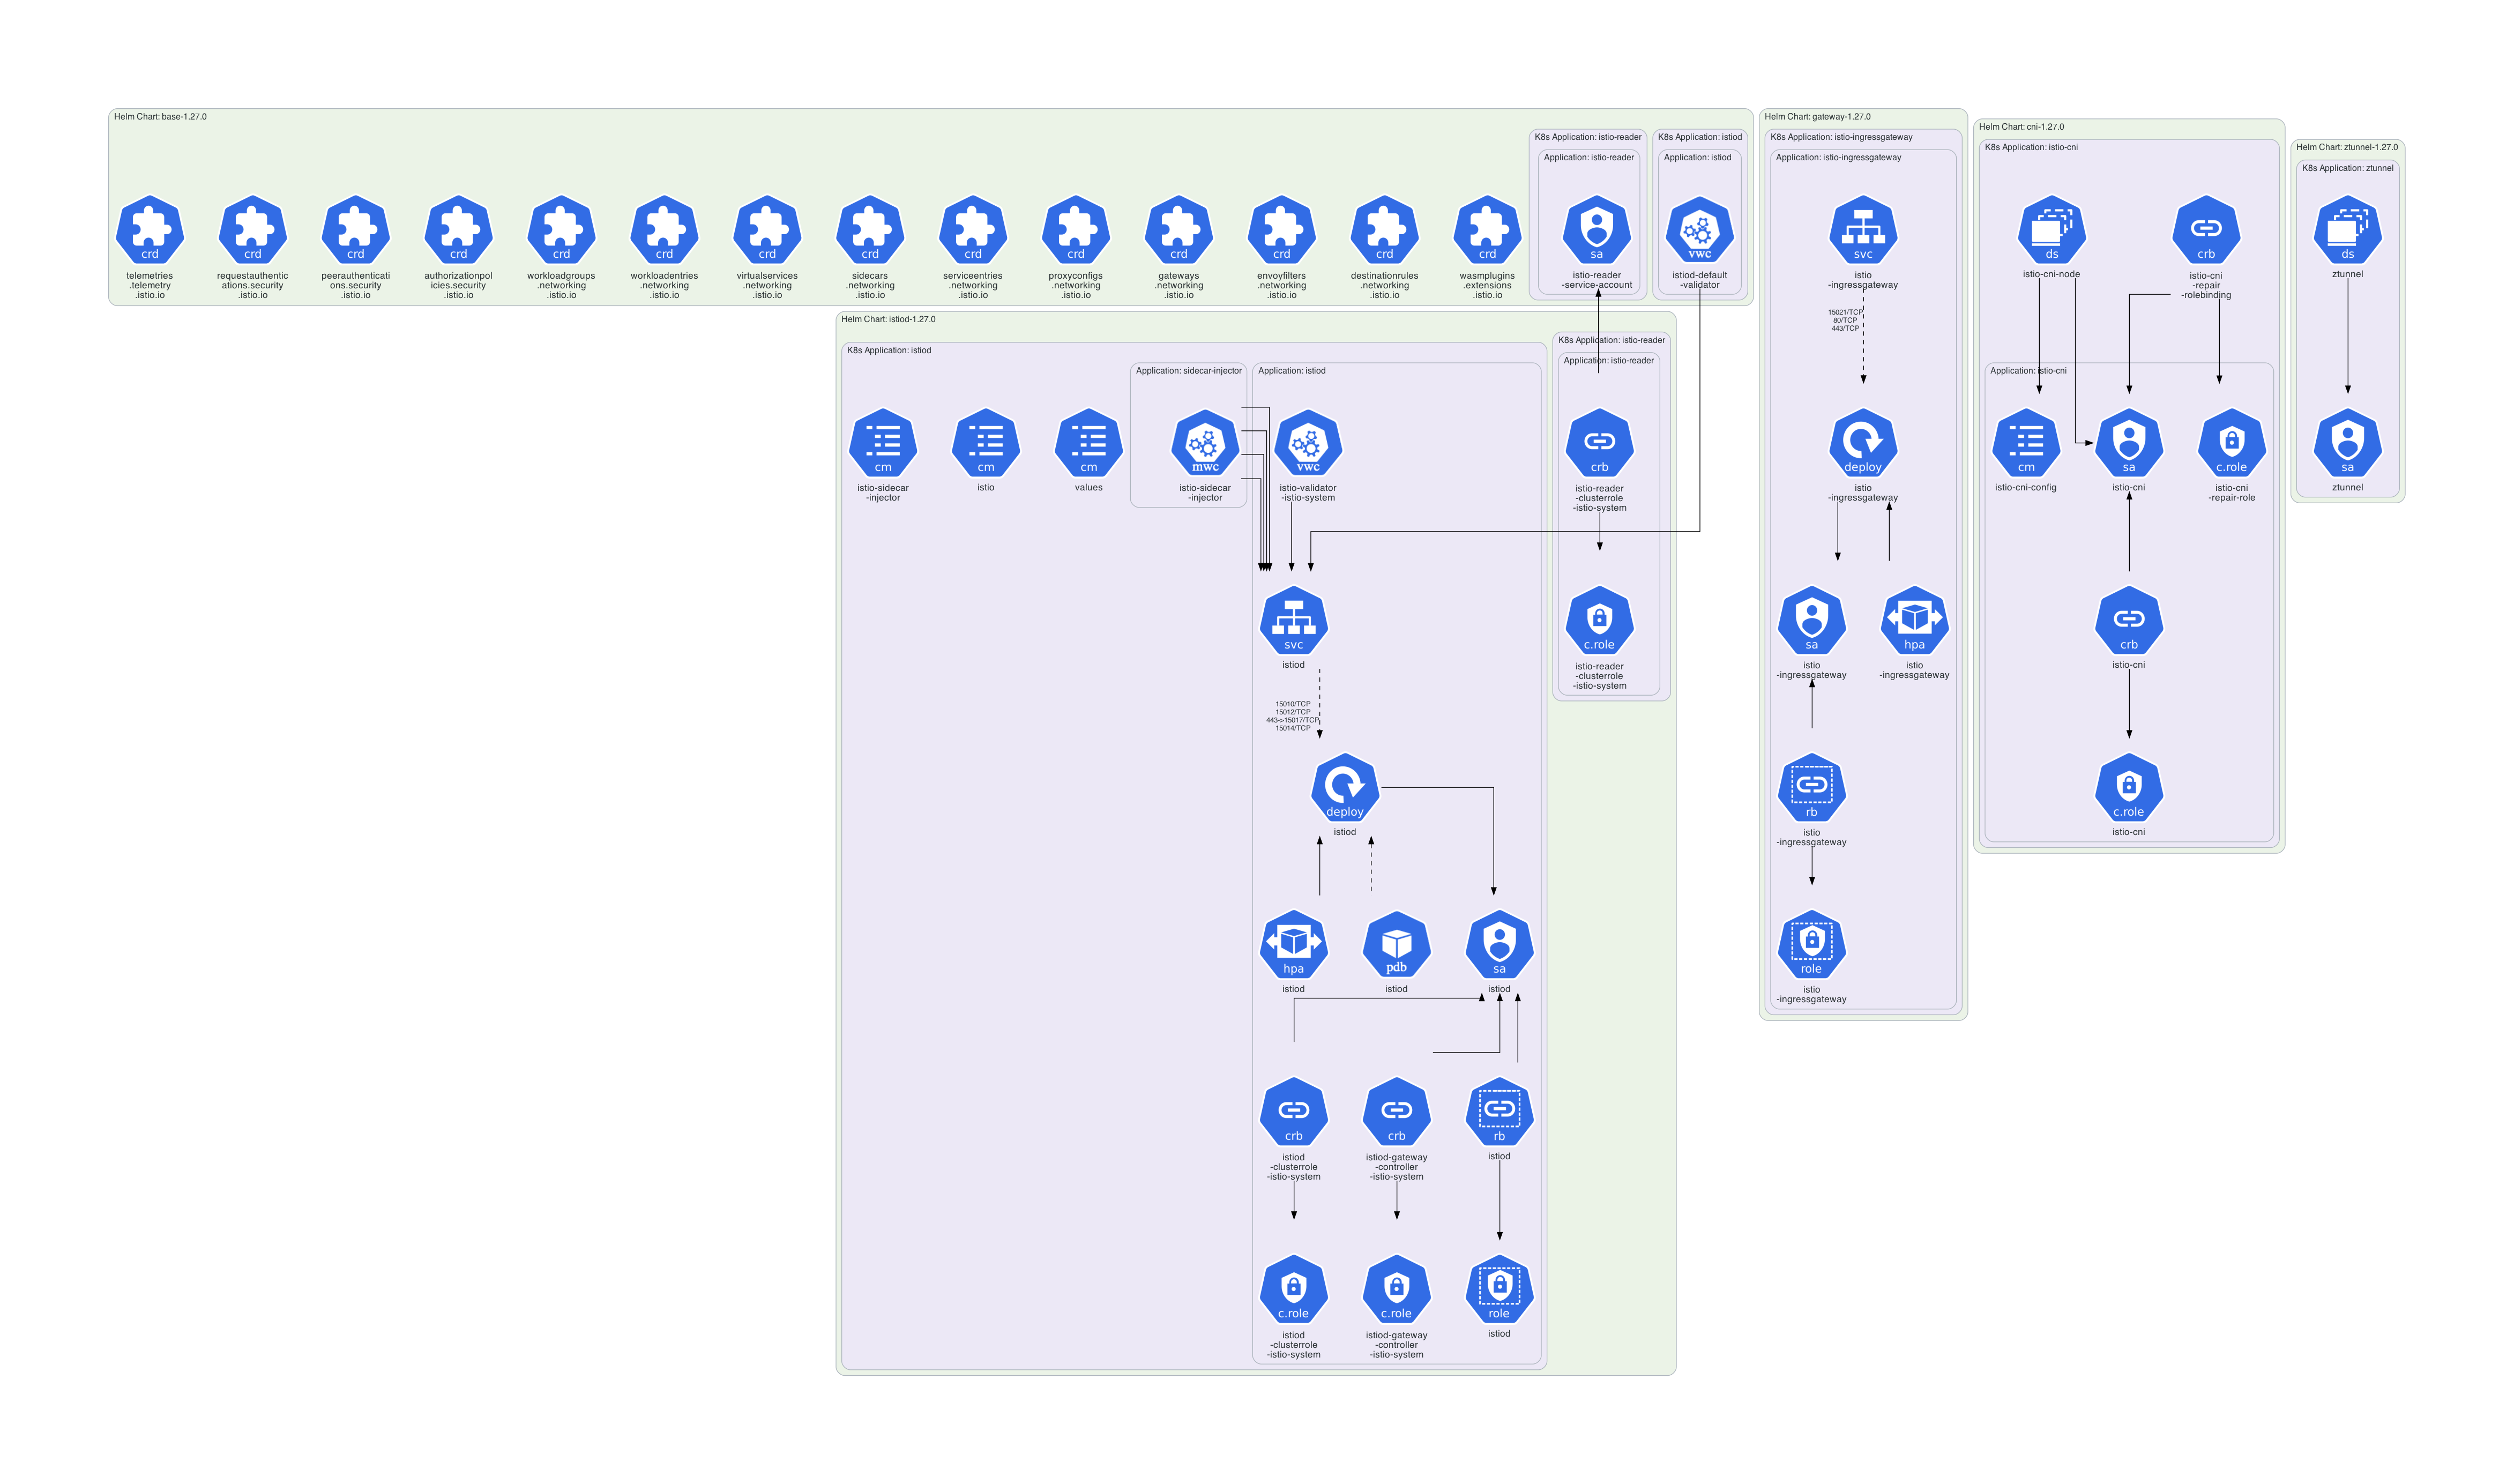 Helm Chart: base-1.27.0
crd
telemetries
.telemetry
.istio.io
crd
requestauthentic
ations.security
.istio.io
crd
peerauthenticati
ons.security
.istio.io
crd
authorizationpol
icies.security
.istio.io
crd
workloadgroups
.networking
.istio.io
crd
workloadentries
.networking
.istio.io
crd
virtualservices
.networking
.istio.io
crd
sidecars
.networking
.istio.io
crd
serviceentries
.networking
.istio.io
crd
proxyconfigs
.networking
.istio.io
crd
gateways
.networking
.istio.io
crd
envoyfilters
.networking
.istio.io
crd
destinationrules
.networking
.istio.io
crd
wasmplugins
.extensions
.istio.io
K8s Application: istio-reader
Application: istio-reader
sa
istio-reader
-service-account
K8s Application: istiod
Application: istiod
vwc
istiod-default
-validator
Helm Chart: istiod-1.27.0
K8s Application: istiod
cm
istio-sidecar
-injector
cm
istio
cm
values
Application: sidecar-injector
mwc
istio-sidecar
-injector
Application: istiod
vwc
istio-validator
-istio-system
svc
istiod
15010/TCP
15012/TCP
443->15017/TCP
15014/TCP
deploy
istiod
hpa
istiod
pdb
istiod
sa
istiod
crb
istiod
-clusterrole
-istio-system
crb
istiod-gateway
-controller
-istio-system
rb
istiod
c.role
istiod
-clusterrole
-istio-system
c.role
istiod-gateway
-controller
-istio-system
role
istiod
K8s Application: istio-reader
Application: istio-reader
crb
istio-reader
-clusterrole
-istio-system
c.role
istio-reader
-clusterrole
-istio-system
Helm Chart: gateway-1.27.0
K8s Application: istio-ingressgateway
Application: istio-ingressgateway
svc
istio
-ingressgateway
15021/TCP
80/TCP
443/TCP
deploy
istio
-ingressgateway
sa
istio
-ingressgateway
hpa
istio
-ingressgateway
rb
istio
-ingressgateway
role
istio
-ingressgateway
Helm Chart: cni-1.27.0
K8s Application: istio-cni
ds
istio-cni-node
crb
istio-cni
-repair
-rolebinding
Application: istio-cni
cm
istio-cni-config
sa
istio-cni
c.role
istio-cni
-repair-role
crb
istio-cni
c.role
istio-cni
Helm Chart: ztunnel-1.27.0
K8s Application: ztunnel
ds
ztunnel
sa
ztunnel